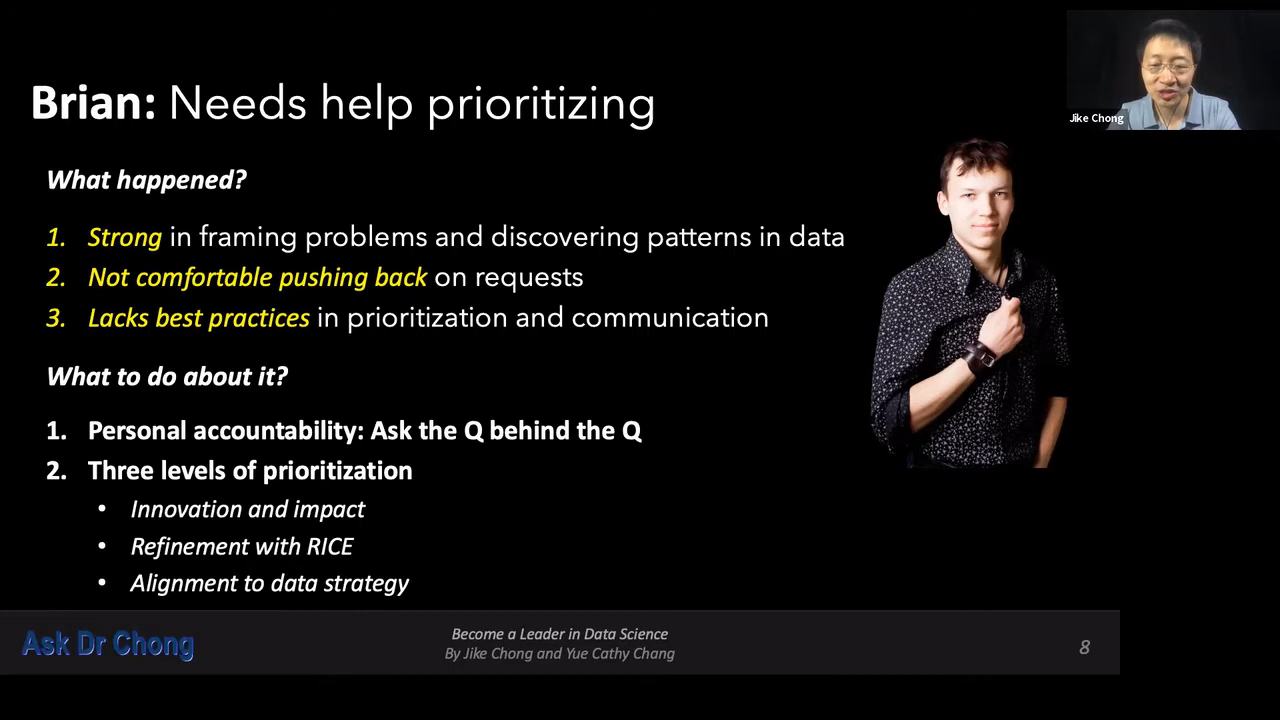 Brian: Needs help prioritizing
Jike Chong
What happened?
1. Strong in framing problems and discovering patterns in data
2. Not comfortable pushing back on requests
3. Lacks best practices in prioritization and communication
What to do about it?
1. Personal accountability: Ask the Q behind the Q
2. Three levels of prioritization
• Innovation and impact
• Refinement with RICE
• Alignment to data strategy
Ask Dr Chong
Become a Leader in Data Science
By Jike Chong and Yue Cathy Chang
8